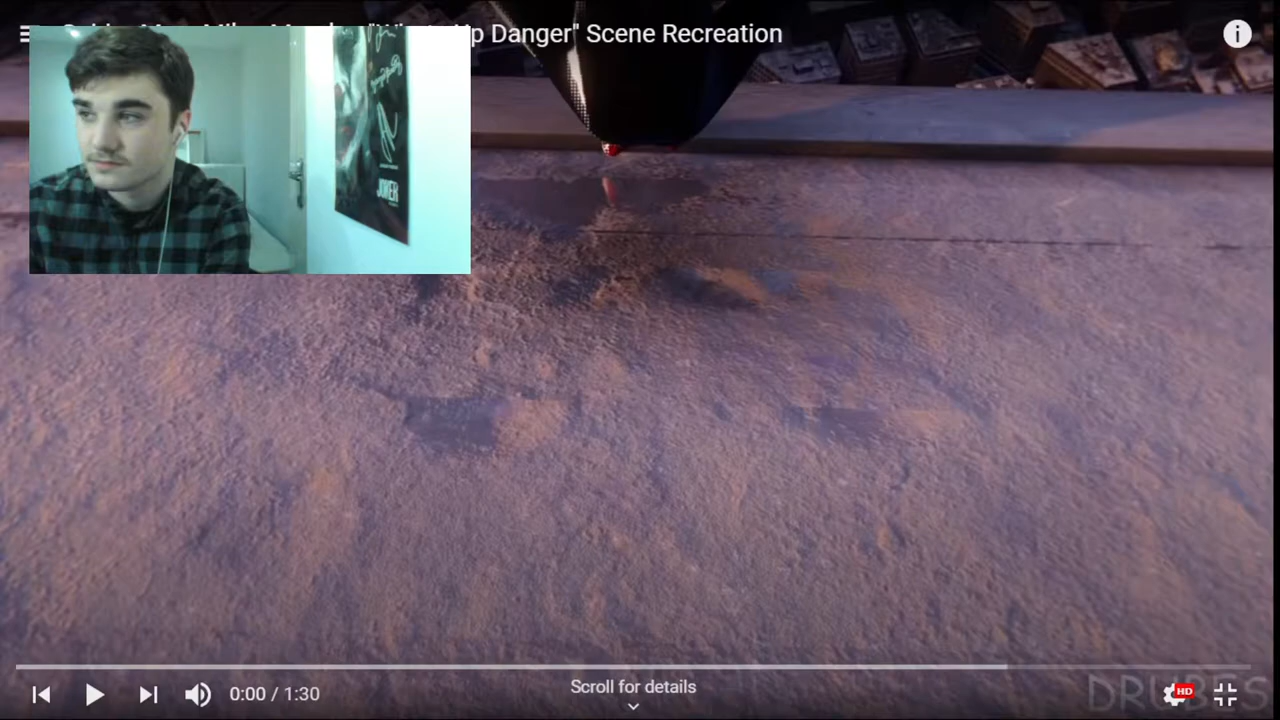 p Danger" Scene Recreation
JOKER
0:00 / 1:30
Scroll for details
HD
DRUBES